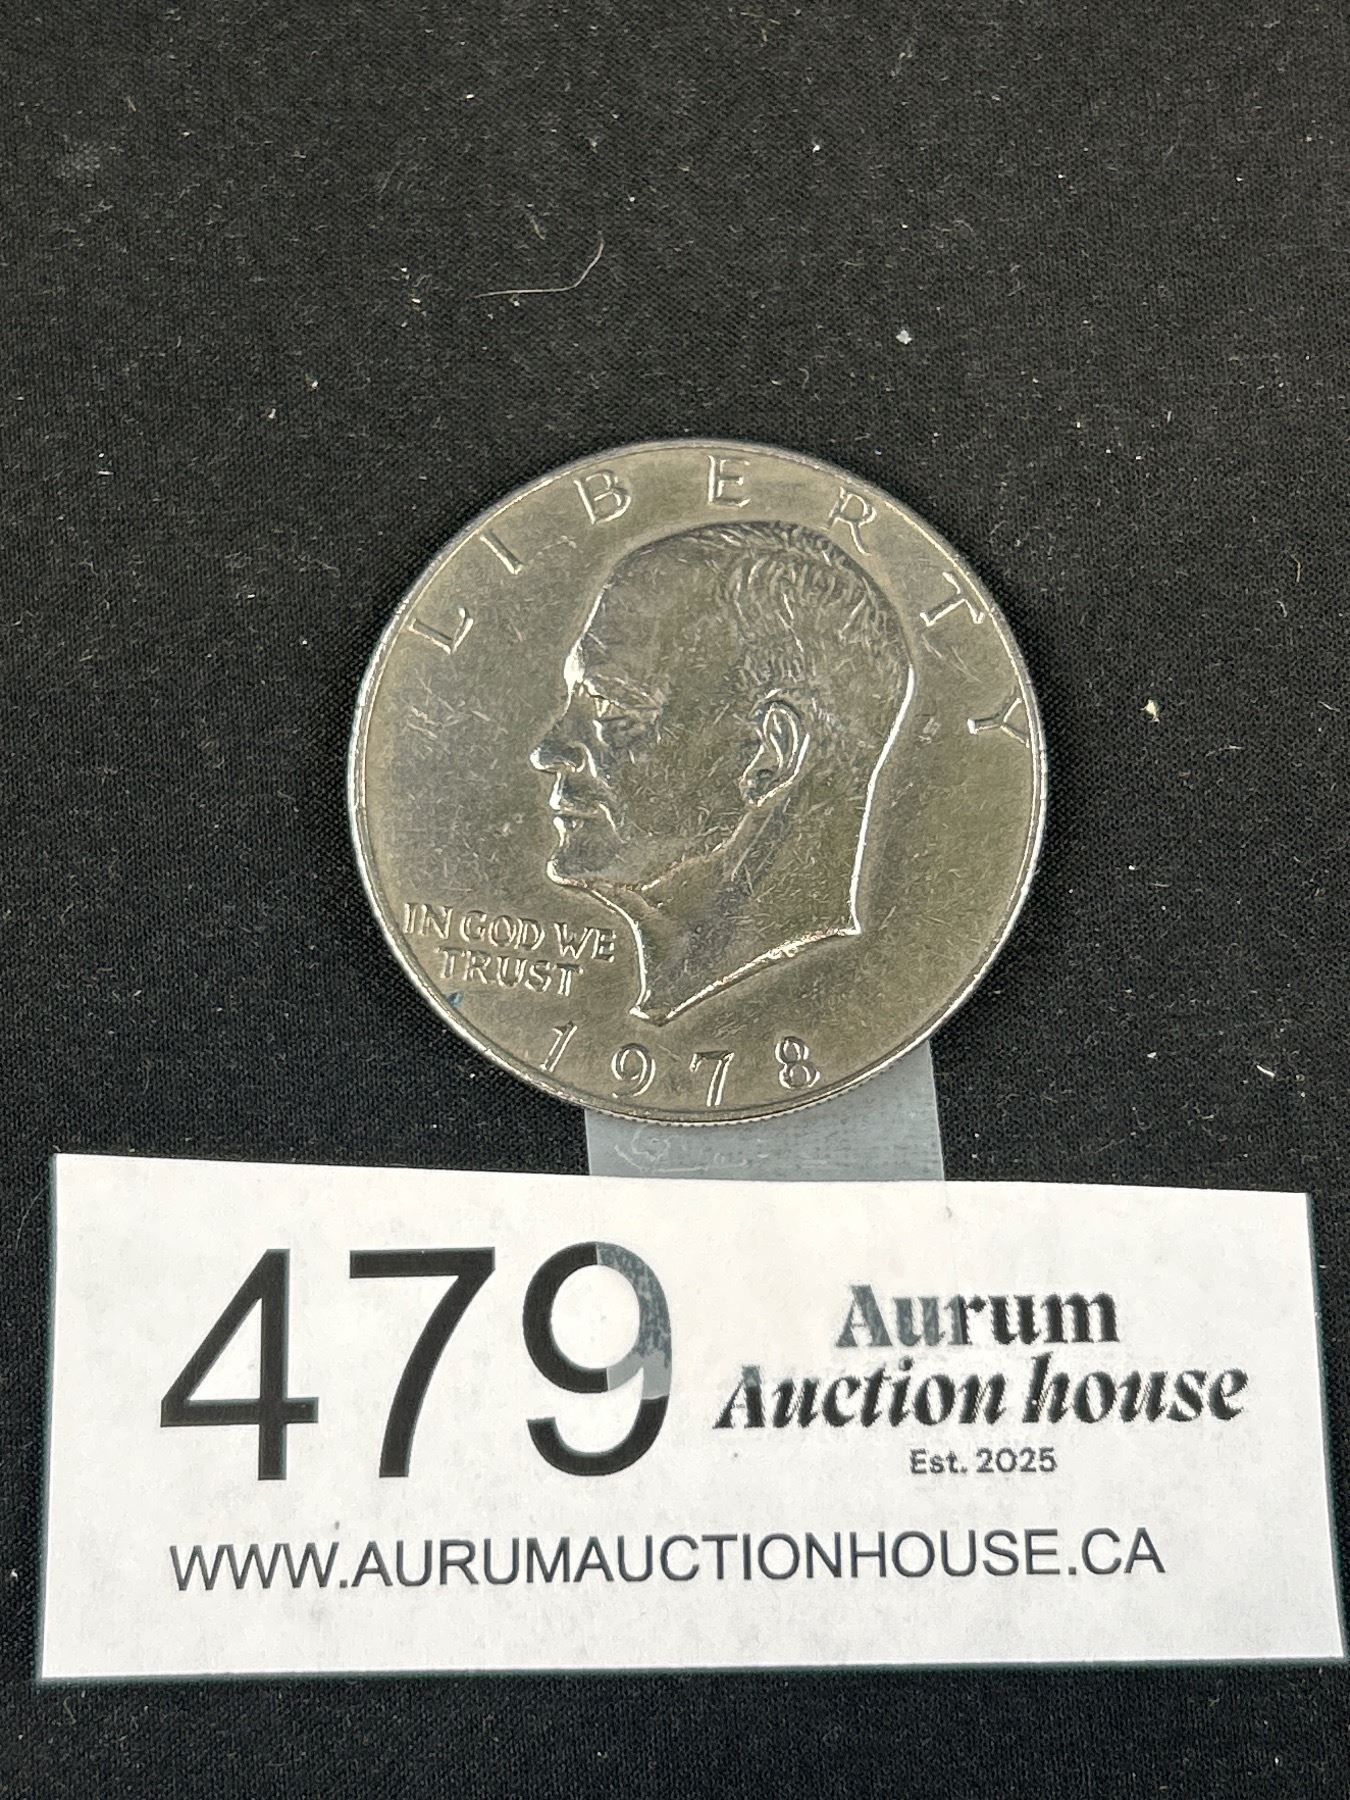 LIBERTY
IN GOD WE
TRUST
1978
479
Aurum
Auction house
Est. 2025
WWW.AURUMAUCTIONHOUSE.CA